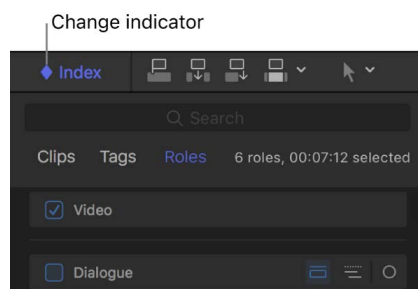 Change indicator
Index
Search
Clips Tags Roles 6 roles, 00:07:12 selected
Video
Dialogue